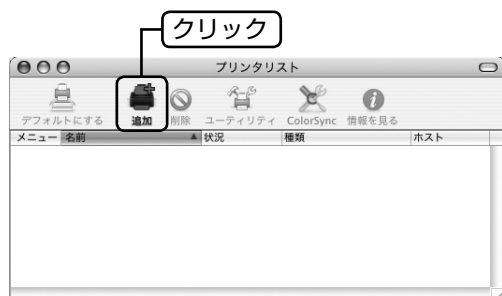 クリック
プリンタリスト
デフォルトにする 追加 削除 ユーティリティ ColorSync 情報を見る
メニュー 名前 状況 種類 ホスト